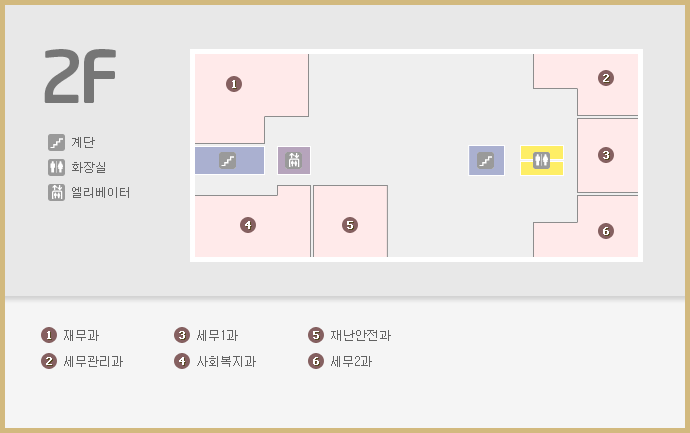 2F
계단
화장실
엘리베이터
1
2
3
4
5
6
1 재무과
3 세무1과
5 재난안전과
2 세무관리과
4 사회복지과
6 세무2과